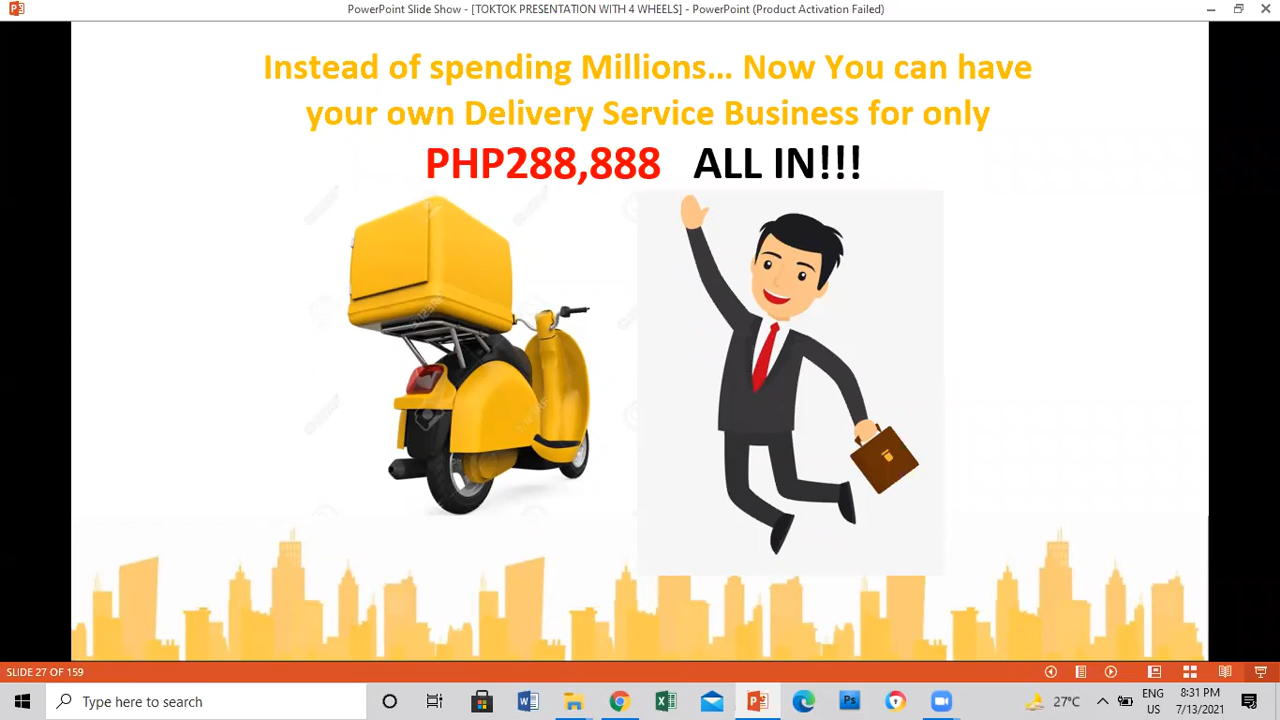 PowerPoint Slide Show - [TOKTOK PRESENTATION WITH 4 WHEELS] - PowerPoint (Product Activation Failed)
Instead of spending Millions... Now You can have
your own Delivery Service Business for only
PHP288,888 ALL IN!!!
SLIDE 27 OF 159
Type here to search
27°C
ENG
US
8:31 PM
7/13/2021